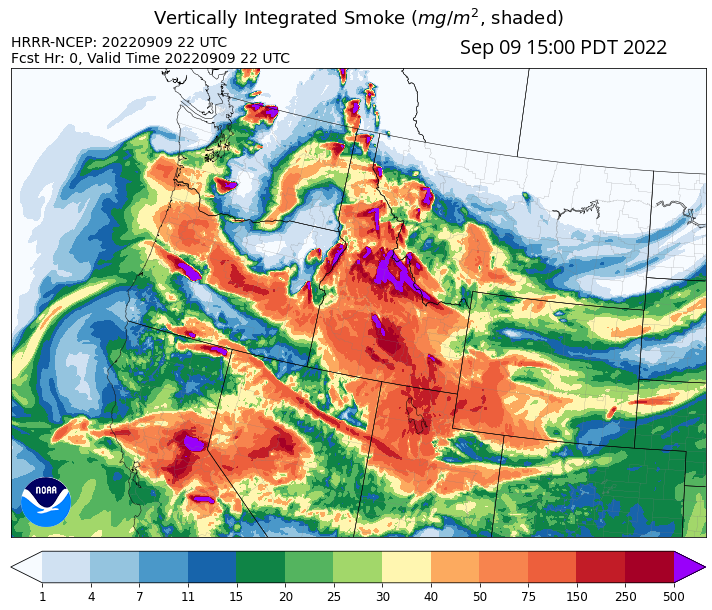 Vertically Integrated Smoke (mg/m², shaded)
HRRR-NCEP: 20220909 22 UTC
Fcst Hr: 0, Valid Time 20220909 22 UTC
Sep 09 15:00 PDT 2022
NOAA
1 4 7 11 15 20 25 30 40 50 75 150 250 500